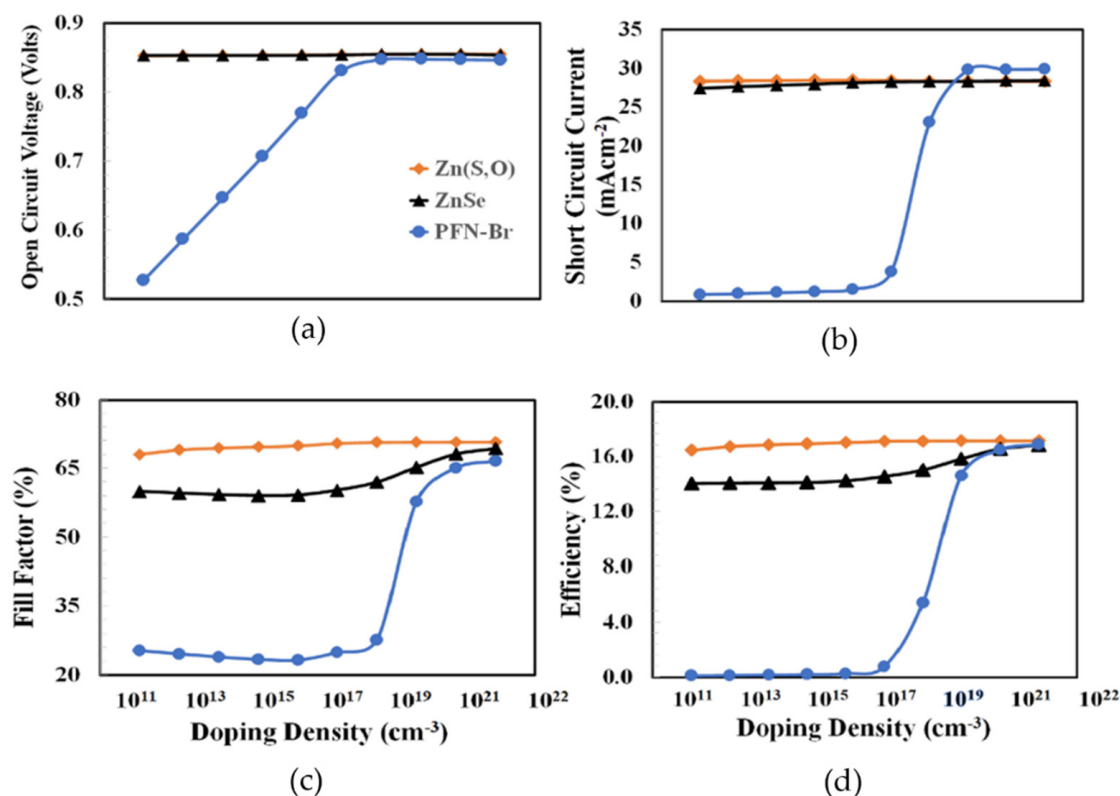 Open Circuit Voltage (Volts)
0.9
0.8
0.7
0.6
0.5
Zn(S,O)
ZnSe
PFN-Br
(a)
Short Circuit Current
(mAcm⁻²)
35
30
25
20
15
10
5
0
(b)
Fill Factor (%)
80
65
50
35
20
10¹¹ 10¹³ 10¹⁵ 10¹⁷ 10¹⁹ 10²¹ 10²²
Doping Density (cm⁻³)
(c)
Efficiency (%)
20.0
16.0
12.0
8.0
4.0
0.0
10¹¹ 10¹³ 10¹⁵ 10¹⁷ 10¹⁹ 10²¹ 10²²
Doping Density (cm⁻³)
(d)